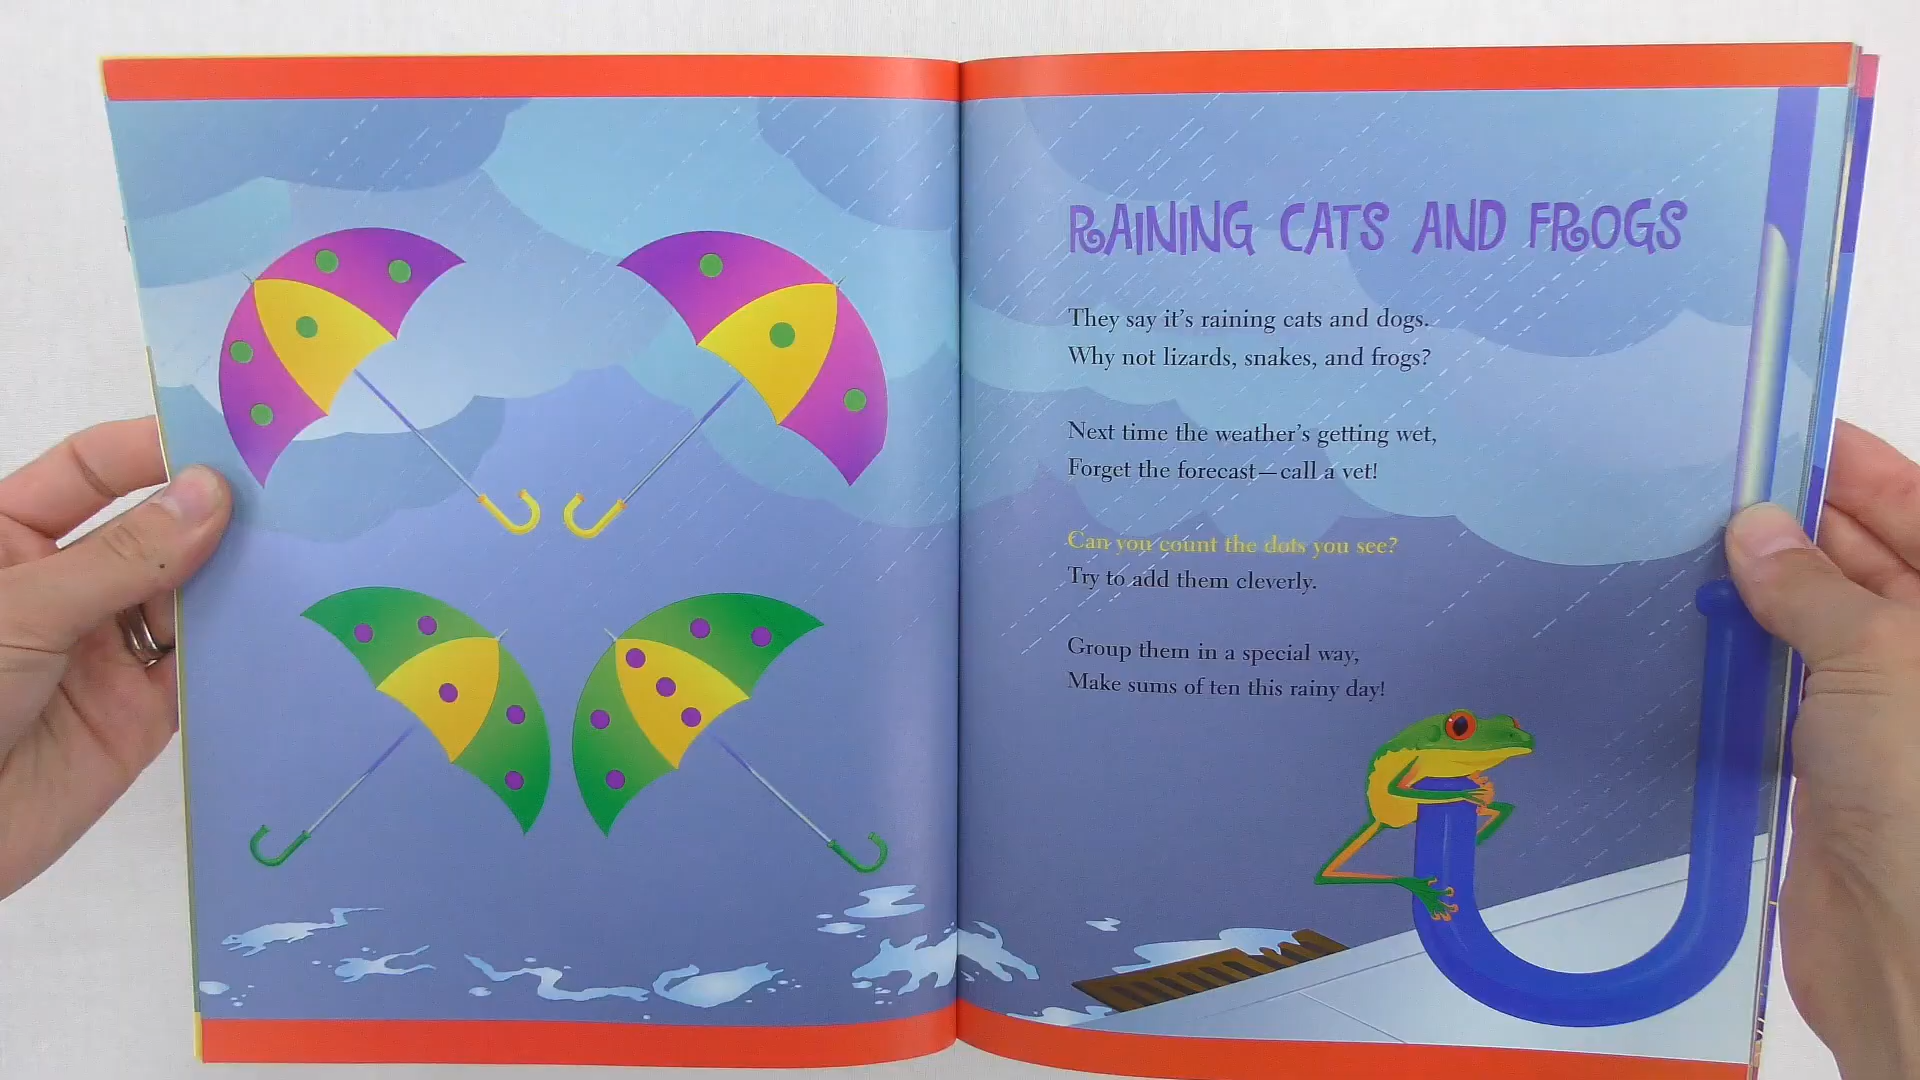 RAINING CATS AND FROGS
They say it's raining cats and dogs.
Why not lizards, snakes, and frogs?
Next time the weather's getting wet,
Forget the forecast—call a vet!
Can you count the dots you see?
Try to add them cleverly.
Group them in a special way,
Make sums of ten this rainy day!